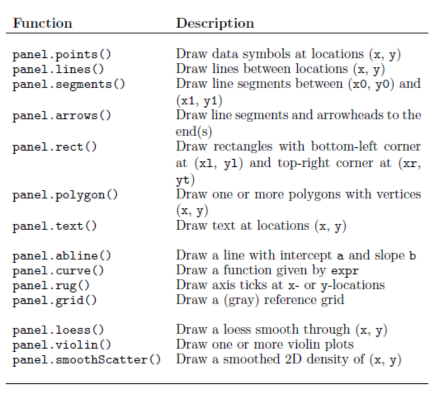 Function Description
panel.points() Draw data symbols at locations (x, y)
panel.lines() Draw lines between locations (x, y)
panel.segments() Draw line segments between (x0, y0) and
(x1, y1)
panel.arrows() Draw line segments and arrowheads to the
end(s)
panel.rect() Draw rectangles with bottom-left corner
at (xl, yl) and top-right corner at (xr,
yt)
panel.polygon() Draw one or more polygons with vertices
(x, y)
panel.text() Draw text at locations (x, y)
panel.abline() Draw a line with intercept a and slope b
panel.curve() Draw a function given by expr
panel.rug() Draw axis ticks at x- or y-locations
panel.grid() Draw a (gray) reference grid
panel.loess() Draw a loess smooth through (x, y)
panel.violin() Draw one or more violin plots
panel.smoothScatter() Draw a smoothed 2D density of (x, y)